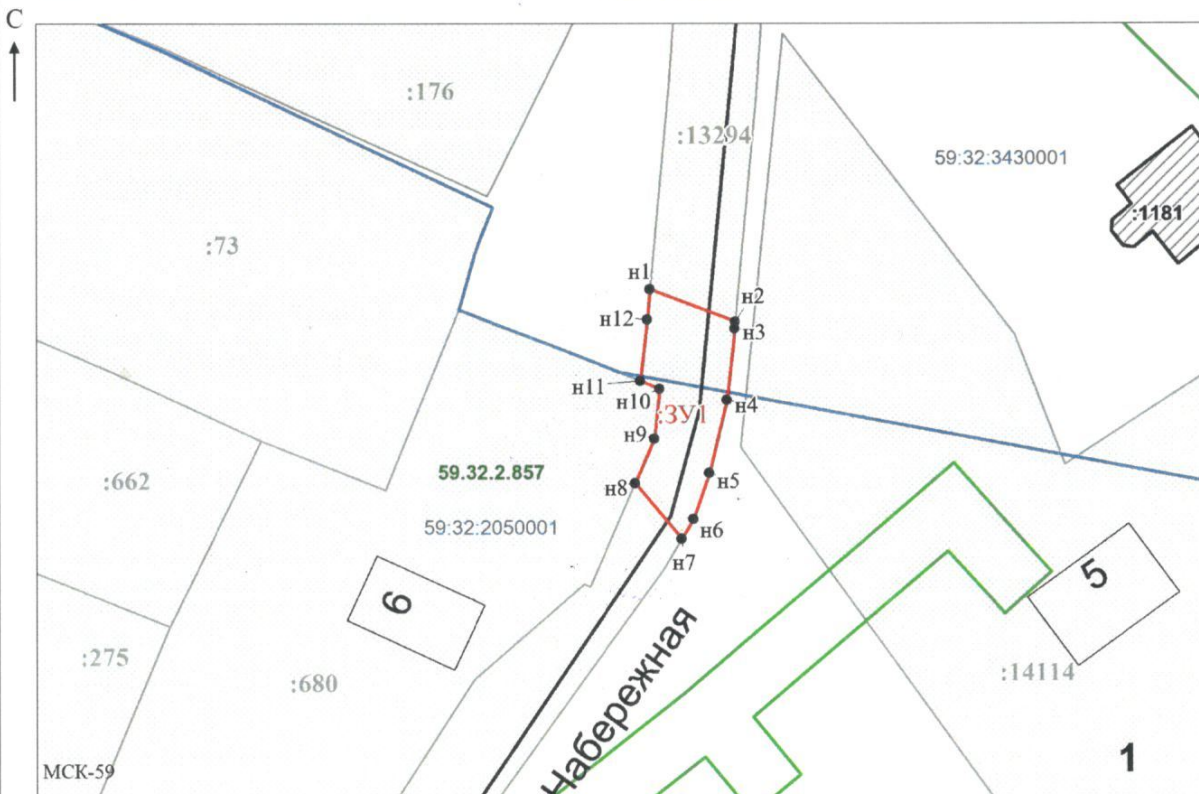 С
:176
:13294
59:32:3430001
:1181
:73
н1
н2
н12
н3
н11
н10
н4
:ЗУ1
н9
59.32.2.857
:662
н8
н5
59:32:2050001
н6
н7
6
5
:275
:680
:14114
Набережная
1
МСК-59